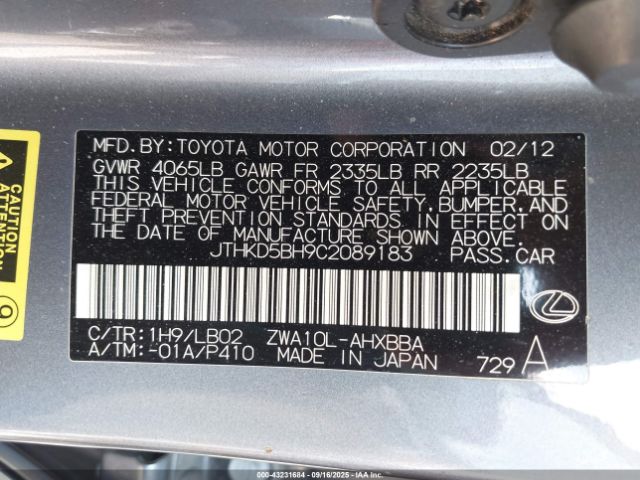 MFD.BY:TOYOTA MOTOR CORPORATION 02/12
GVWR 4065LB GAWR FR 2335LB RR 2235LB
THIS VEHICLE CONFORMS TO ALL APPLICABLE
FEDERAL MOTOR VEHICLE SAFETY,BUMPER,AND
THEFT PREVENTION STANDARDS IN EFFECT ON
THE DATE OF MANUFACTURE SHOWN ABOVE.
JTHKD5BH9C2089183 PASS.CAR
C/TR:1H9/LB02 ZWA10L-AHXBBA
A/TM:-01A/P410 MADE IN JAPAN 729 A
000-43231684 09/16/2025 IAA Inc.